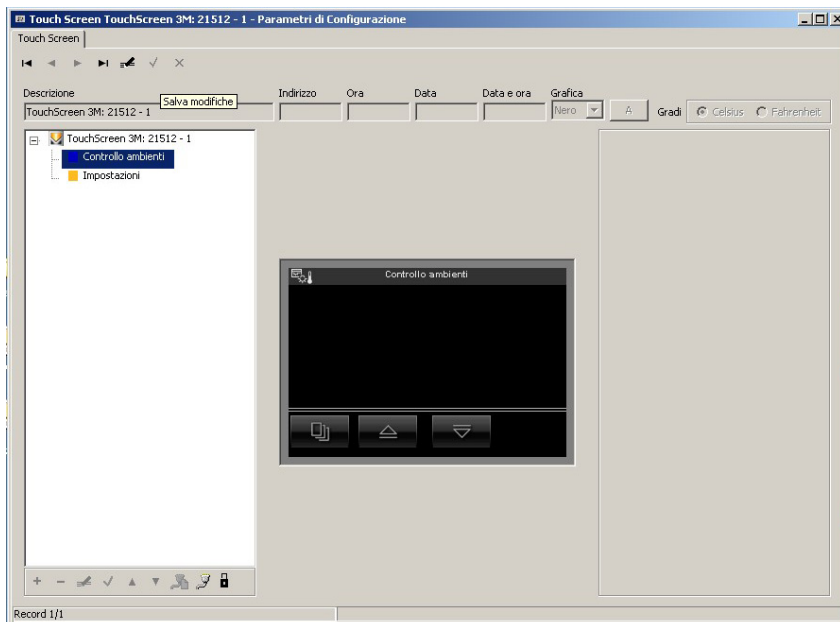 Touch Screen TouchScreen 3M: 21512 - 1 - Parametri di Configurazione
Touch Screen
Descrizione
Indirizzo
Ora
Data
Data e ora
Grafica
Salva modifiche
TouchScreen 3M: 21512 - 1
Nero
A
Gradi
Celsius
Fahrenheit
TouchScreen 3M: 21512 - 1
Controllo ambienti
Impostazioni
Controllo ambienti
Record 1/1